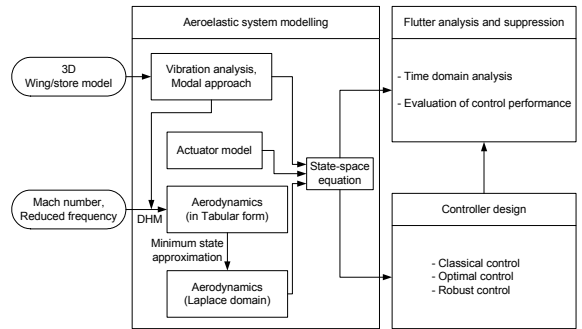 Aeroelastic system modelling
Flutter analysis and suppression
3D
Wing/store model
Vibration analysis,
Modal approach
- Time domain analysis
- Evaluation of control performance
Actuator model
State-space
equation
Mach number,
Reduced frequency
DHM
Aerodynamics
(in Tabular form)
Minimum state
approximation
Aerodynamics
(Laplace domain)
Controller design
- Classical control
- Optimal control
- Robust control